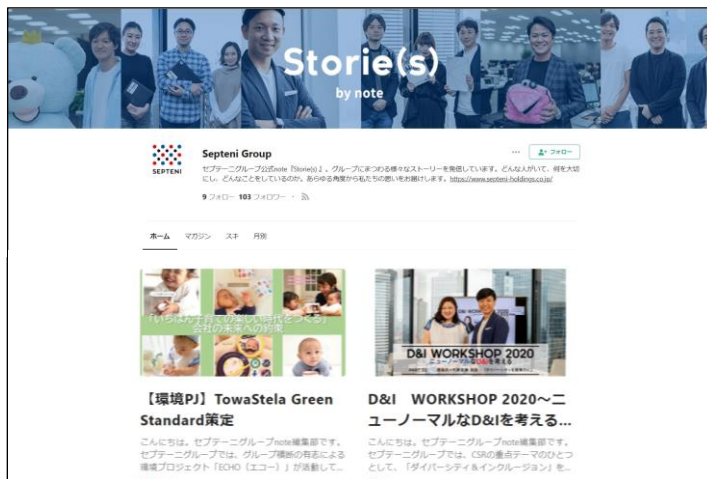 Storie(s)
by note
SEPTENI
Septeni Group
フォロー
セプテーニグループ公式note『Storie(s)』。グループにまつわる様々なストーリーを発信しています。どんな人がいて、何を大切
にし、どんなことをしているのか。あらゆる角度から私たちの思いをお届けします。https://www.septeni-holdings.co.jp/
9 フォロー 103 フォロワー
ホーム マガジン スキ 月別
「いちばん子育ての楽しい時代をつくる」
会社の未来への約束
D&I WORKSHOP 2020
ニューノーマルなD&Iを考える
【環境PJ】TowaStela Green
Standard策定
こんにちは。セプテーニグループnote編集部です。
セプテーニグループでは、グループ横断の有志による
環境プロジェクト「ECHO（エコー）」が活動して...
D&I WORKSHOP 2020～ニ
ューノーマルなD&Iを考える...
こんにちは。セプテーニグループnote編集部です。
セプテーニグループでは、CSRの重点テーマのひとつ
として、「ダイバーシティ&インクルージョン」を...